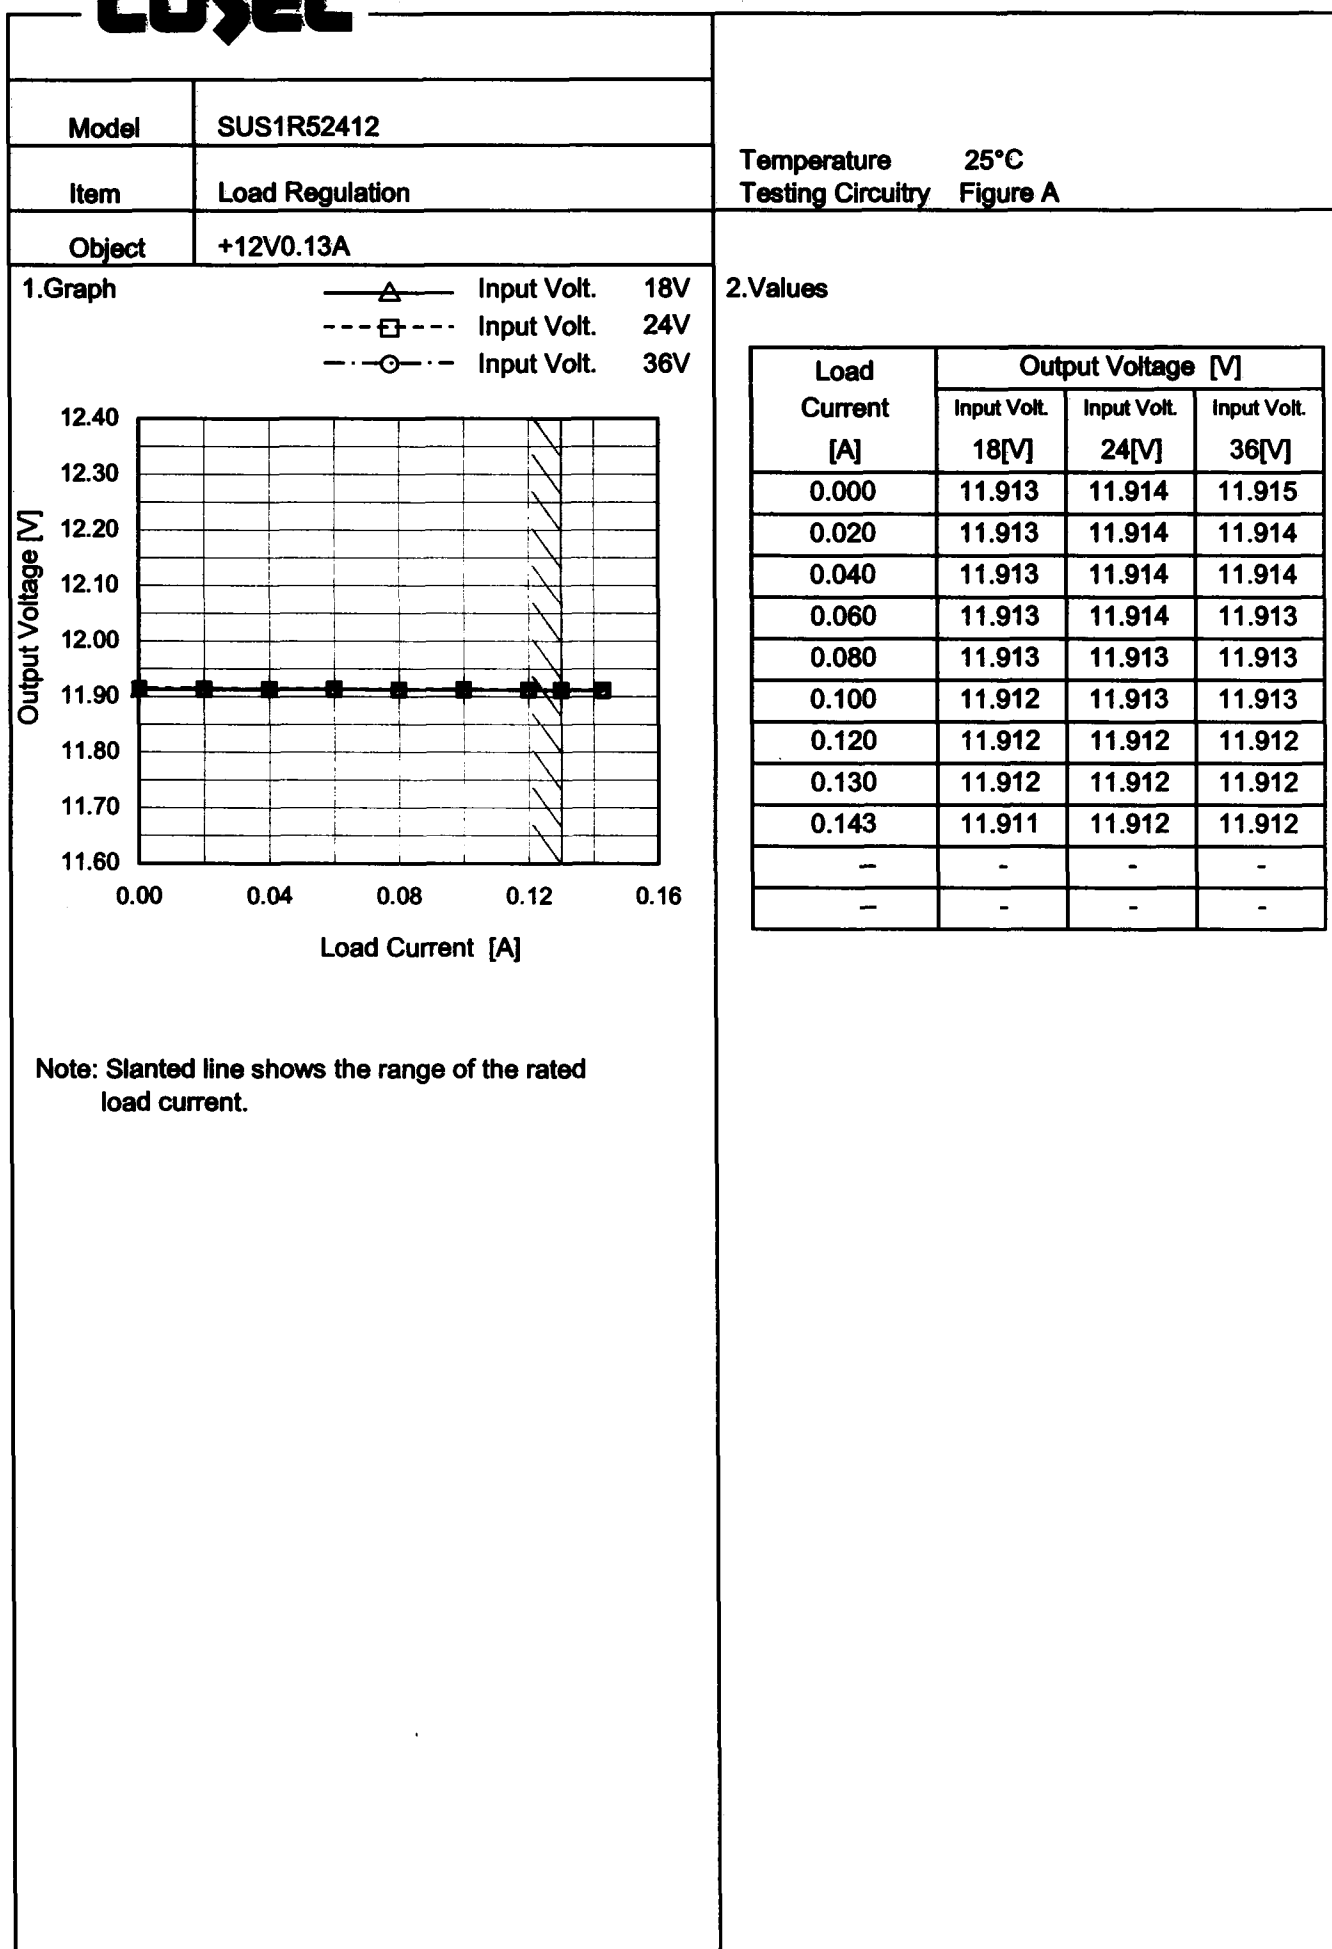 COSEL
Model SUS1R52412
Item Load Regulation
Object +12V0.13A
Temperature 25°C
Testing Circuitry Figure A
1.Graph
Input Volt. 18V
Input Volt. 24V
Input Volt. 36V
Output Voltage [V]
12.40
12.30
12.20
12.10
12.00
11.90
11.80
11.70
11.60
0.00 0.04 0.08 0.12 0.16
Load Current [A]
Note: Slanted line shows the range of the rated
load current.
2.Values
Load Output Voltage [V]
Current Input Volt. Input Volt. Input Volt.
[A] 18[V] 24[V] 36[V]
0.000 11.913 11.914 11.915
0.020 11.913 11.914 11.914
0.040 11.913 11.914 11.914
0.060 11.913 11.914 11.913
0.080 11.913 11.913 11.913
0.100 11.912 11.913 11.913
0.120 11.912 11.912 11.912
0.130 11.912 11.912 11.912
0.143 11.911 11.912 11.912
-- - - -
-- - - -